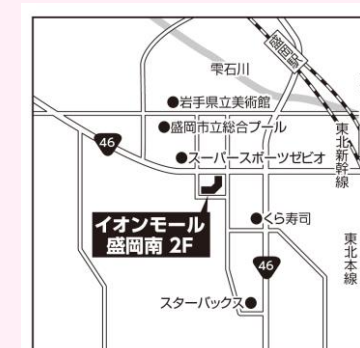 盛岡駅
雫石川
岩手県立美術館
盛岡市立総合プール
東北新幹線
46
スーパースポーツゼビオ
イオンモール
盛岡南 2F
くら寿司
東北本線
46
スターバックス